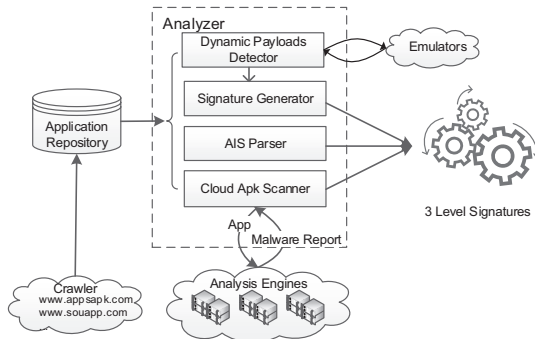 Analyzer
Dynamic Payloads
Detector
Emulators
Signature Generator
Application
Repository
AIS Parser
Cloud Apk Scanner
3 Level Signatures
App
Malware Report
Crawler
www.appsapk.com
www.souapp.com
...
Analysis Engines